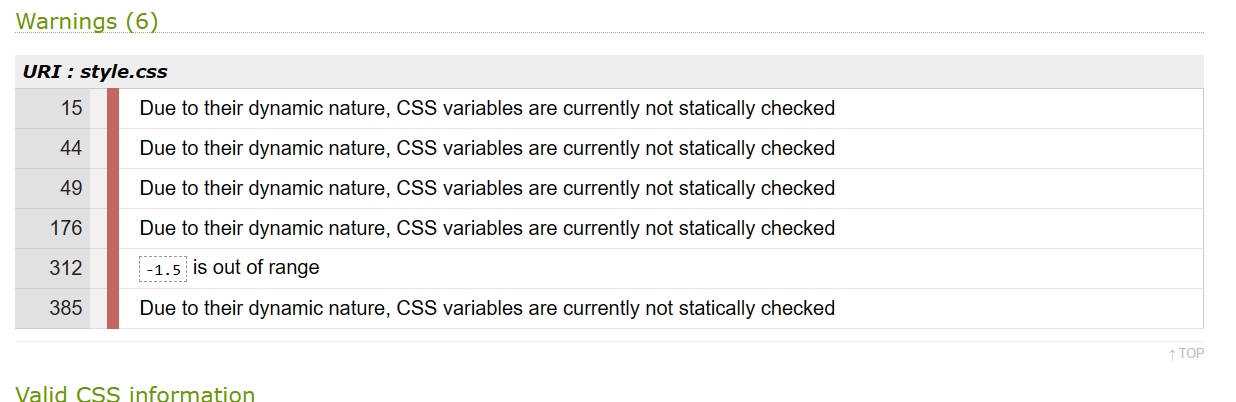 Warnings (6)
URI : style.css
15 Due to their dynamic nature, CSS variables are currently not statically checked
44 Due to their dynamic nature, CSS variables are currently not statically checked
49 Due to their dynamic nature, CSS variables are currently not statically checked
176 Due to their dynamic nature, CSS variables are currently not statically checked
312 -1.5 is out of range
385 Due to their dynamic nature, CSS variables are currently not statically checked
↑ TOP
Valid CSS information